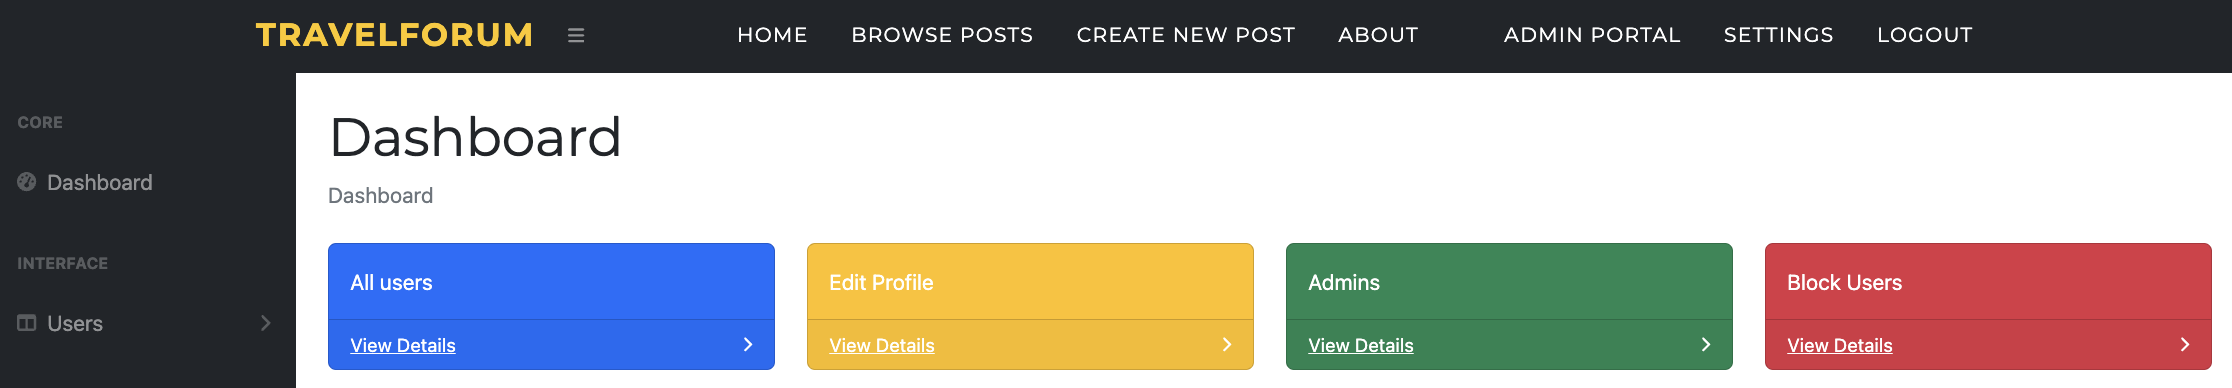 TRAVELFORUM HOME BROWSE POSTS CREATE NEW POST ABOUT ADMIN PORTAL SETTINGS LOGOUT
CORE
Dashboard
INTERFACE
Users
Dashboard
Dashboard
All users
View Details
Edit Profile
View Details
Admins
View Details
Block Users
View Details